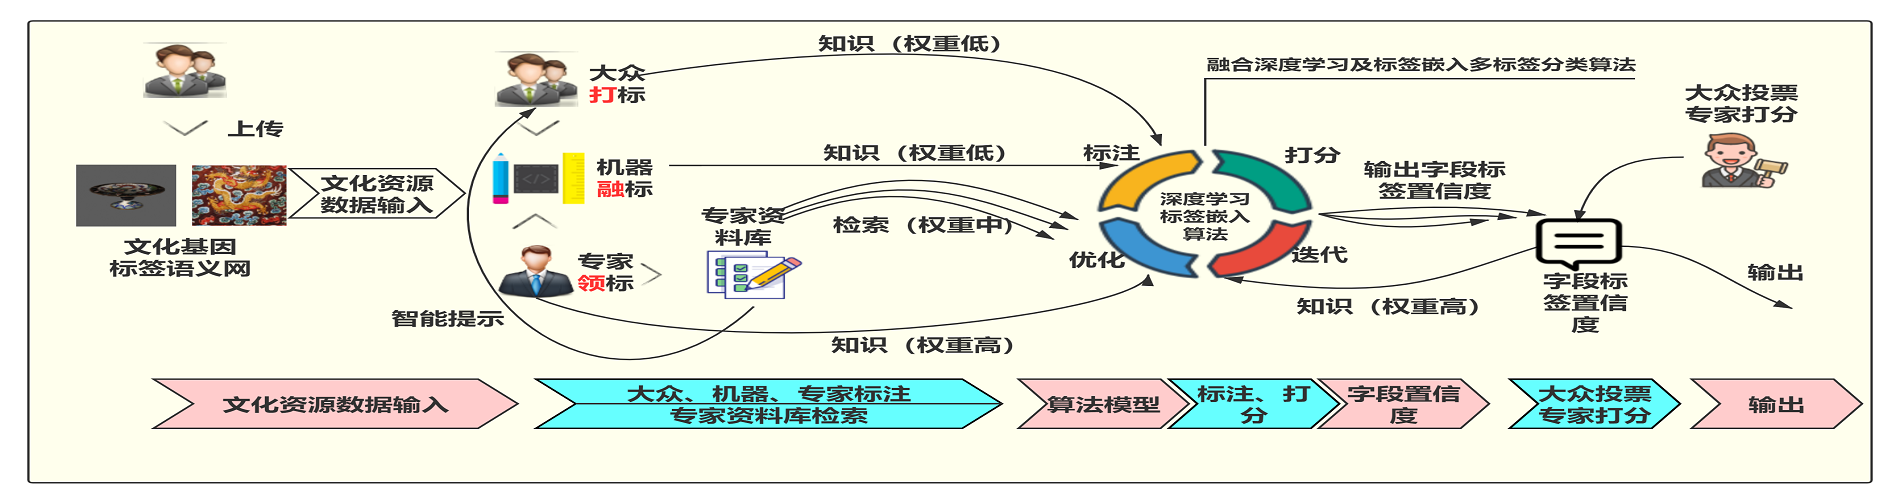 上传
文化资源
数据输入
文化基因
标签语义网
大众
打标
机器
融标
专家
领标
专家资
料库
智能提示
知识（权重低）
知识（权重低）
检索（权重中）
知识（权重高）
融合深度学习及标签嵌入多标签分类算法
标注
打分
优化
迭代
深度学习
标签嵌入
算法
输出字段标
签置信度
知识（权重高）
大众投票
专家打分
字段标
签置信
度
输出
文化资源数据输入
大众、机器、专家标注
专家资料库检索
算法模型
标注、打
分
字段置信
度
大众投票
专家打分
输出